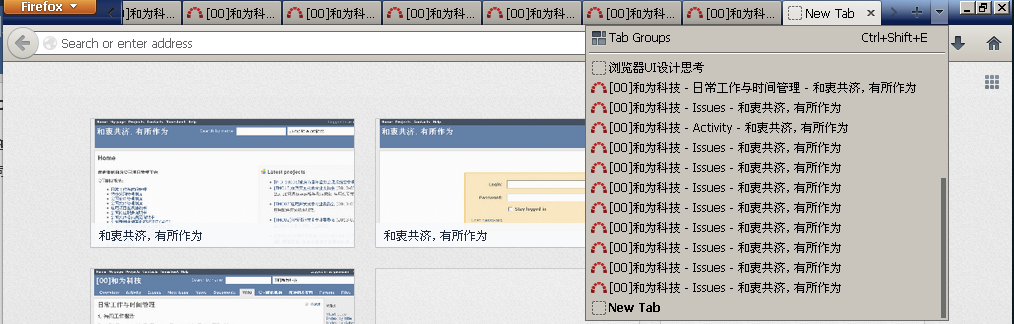 Firefox
]和为科...
[00]和为科...
[00]和为科...
[00]和为科...
[00]和为科...
[00]和为科...
New Tab
Search or enter address
Tab Groups Ctrl+Shift+E
浏览器UI设计思考
[00]和为科技 - 日常工作与时间管理 - 和衷共济, 有所作为
[00]和为科技 - Issues - 和衷共济, 有所作为
[00]和为科技 - Activity - 和衷共济, 有所作为
[00]和为科技 - Issues - 和衷共济, 有所作为
[00]和为科技 - Issues - 和衷共济, 有所作为
[00]和为科技 - Issues - 和衷共济, 有所作为
[00]和为科技 - Issues - 和衷共济, 有所作为
[00]和为科技 - Issues - 和衷共济, 有所作为
[00]和为科技 - Issues - 和衷共济, 有所作为
[00]和为科技 - Issues - 和衷共济, 有所作为
[00]和为科技 - Issues - 和衷共济, 有所作为
New Tab
和衷共济, 有所作为
Home
Latest projects
和衷共济, 有所作为
和衷共济, 有所作为
Login:
Password:
Stay logged in
和衷共济, 有所作为
[00]和为科技
日常工作与时间管理